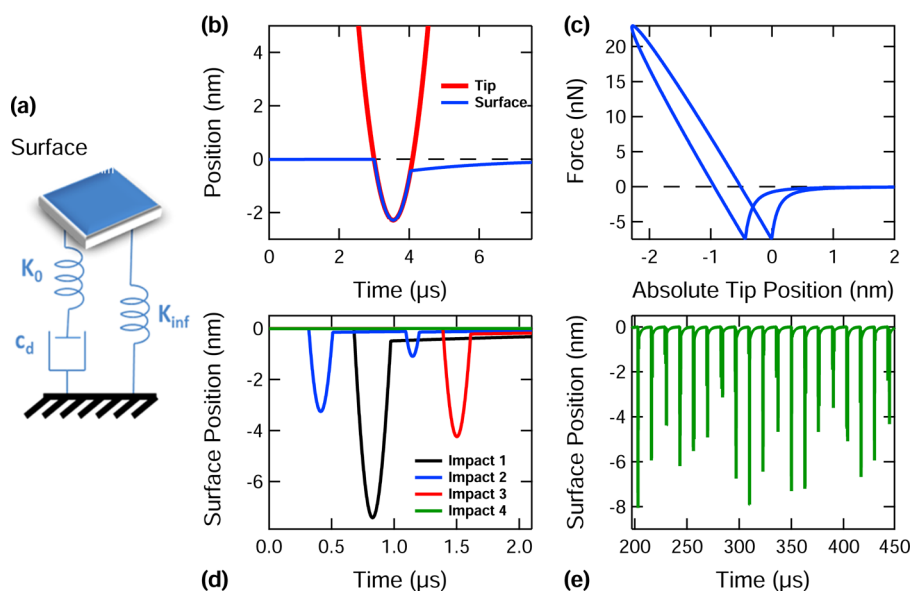 (a)
Surface
K0
cd
Kinf
(b)
Position (nm)
4
2
0
-2
Tip
Surface
0
2
4
6
Time (µs)
(c)
Force (nN)
20
15
10
5
0
-5
-2
-1
0
1
2
Absolute Tip Position (nm)
Surface Position (nm)
0
-2
-4
-6
Impact 1
Impact 2
Impact 3
Impact 4
0.0
0.5
1.0
1.5
2.0
(d)
Time (µs)
Surface Position (nm)
-0
-2
-4
-6
-8
200
250
300
350
400
450
(e)
Time (µs)